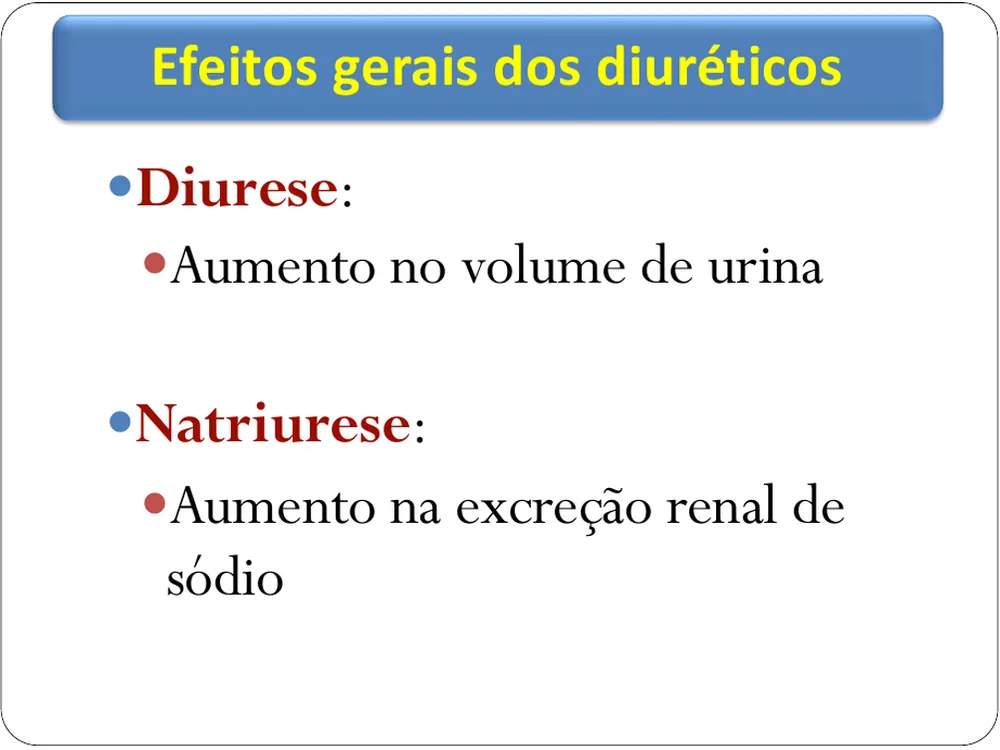 Efeitos gerais dos diuréticos
•Diurese:
•Aumento no volume de urina
•Natriurese:
•Aumento na excreção renal de
sódio